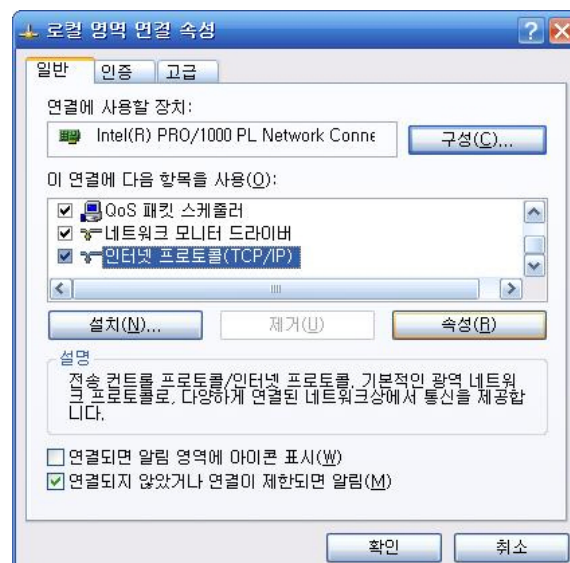 로컬 영역 연결 속성
일반 인증 고급
연결에 사용할 장치:
Intel(R) PRO/1000 PL Network Conne
구성(C)...
이 연결에 다음 항목을 사용(O):
QoS 패킷 스케줄러
네트워크 모니터 드라이버
인터넷 프로토콜(TCP/IP)
설치(N)... 제거(U) 속성(R)
설명
전송 컨트롤 프로토콜/인터넷 프로토콜. 기본적인 광역 네트워
크 프로토콜로, 다양하게 연결된 네트워크상에서 통신을 제공합
니다.
연결되면 알림 영역에 아이콘 표시(W)
연결되지 않았거나 연결이 제한되면 알림(M)
확인 취소